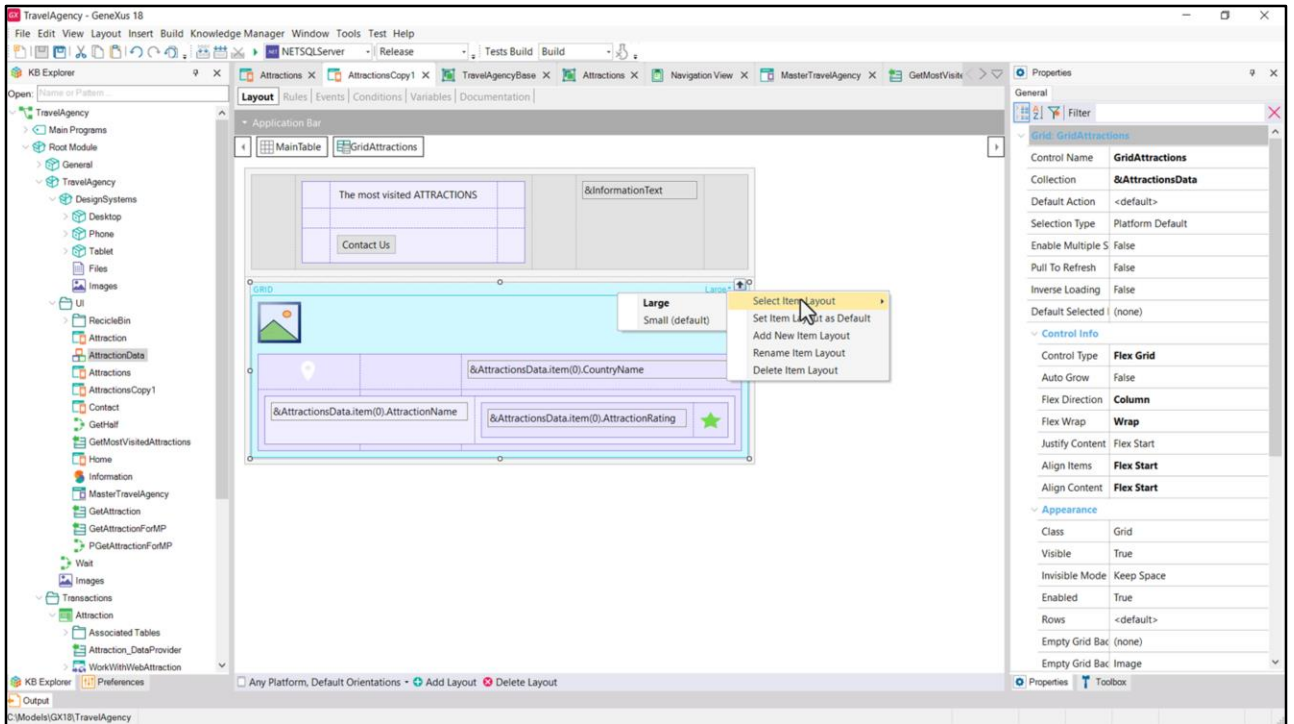 TravelAgency - GeneXus 18
File Edit View Layout Insert Build Knowledge Manager Window Tools Test Help
NETSQLServer Release Tests Build Build
KB Explorer
Open: Name or Pattern...
TravelAgency
Main Programs
Root Module
General
TravelAgency
DesignSystems
Desktop
Phone
Tablet
Files
Images
UI
RecicleBin
Attraction
AttractionData
Attractions
AttractionsCopy1
Contact
GetHalf
GetMostVisitedAttractions
Home
Information
MasterTravelAgency
GetAttraction
GetAttractionForMP
PGetAttractionForMP
Wait
Images
Transactions
Attraction
Associated Tables
Attraction_DataProvider
WorkWithWebAttraction
KB Explorer Preferences
Output
C:\Models\GX18\TravelAgency
Attractions X AttractionsCopy1 X TravelAgencyBase X Attractions X Navigation View X MasterTravelAgency X GetMostVisite
Layout Rules Events Conditions Variables Documentation
Application Bar
MainTable GridAttractions
The most visited ATTRACTIONS
&InformationText
Contact Us
GRID Large*
Large
Small (default)
Select Item Layout
Set Item Layout as Default
Add New Item Layout
Rename Item Layout
Delete Item Layout
&AttractionsData.item(0).CountryName
&AttractionsData.item(0).AttractionName
&AttractionsData.item(0).AttractionRating
Any Platform, Default Orientations Add Layout Delete Layout
Properties
General
Filter
Grid: GridAttractions
Control Name GridAttractions
Collection &AttractionsData
Default Action <default>
Selection Type Platform Default
Enable Multiple S False
Pull To Refresh False
Inverse Loading False
Default Selected I (none)
Control Info
Control Type Flex Grid
Auto Grow False
Flex Direction Column
Flex Wrap Wrap
Justify Content Flex Start
Align Items Flex Start
Align Content Flex Start
Appearance
Class Grid
Visible True
Invisible Mode Keep Space
Enabled True
Rows <default>
Empty Grid Bac (none)
Empty Grid Bac Image
Properties Toolbox